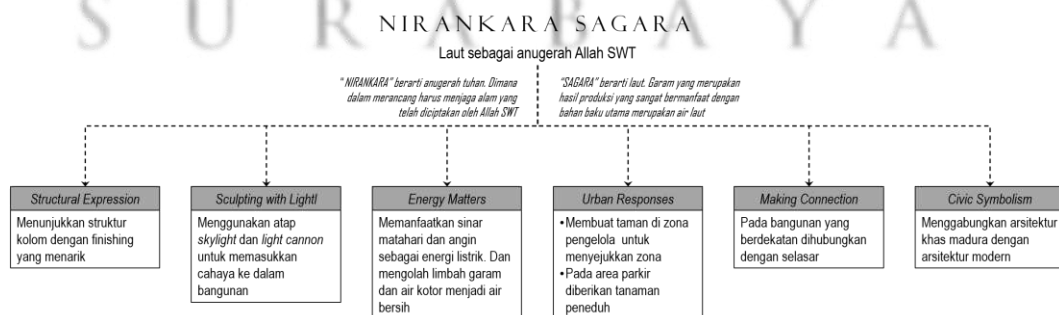 S U R A B A Y A
NIRANKARA SAGARA
Laut sebagai anugerah Allah SWT
" NIRANKARA" berarti anugerah tuhan. Dimana
dalam merancang harus menjaga alam yang
telah diciptakan oleh Allah SWT
"SAGARA" berarti laut. Garam yang merupakan
hasil produksi yang sangat bermanfaat dengan
bahan baku utama merupakan air laut
Structural Expression
Menunjukkan struktur
kolom dengan finishing
yang menarik
Sculpting with Lightl
Menggunakan atap
skylight dan light cannon
untuk memasukkan
cahaya ke dalam
bangunan
Energy Matters
Memanfaatkan sinar
matahari dan angin
sebagai energi listrik. Dan
mengolah limbah garam
dan air kotor menjadi air
bersih
Urban Responses
•Membuat taman di zona
pengelola untuk
menyejukkan zona
•Pada area parkir
diberikan tanaman
peneduh
Making Connection
Pada bangunan yang
berdekatan dihubungkan
dengan selasar
Civic Symbolism
Menggabungkan arsitektur
khas madura dengan
arsitektur modern